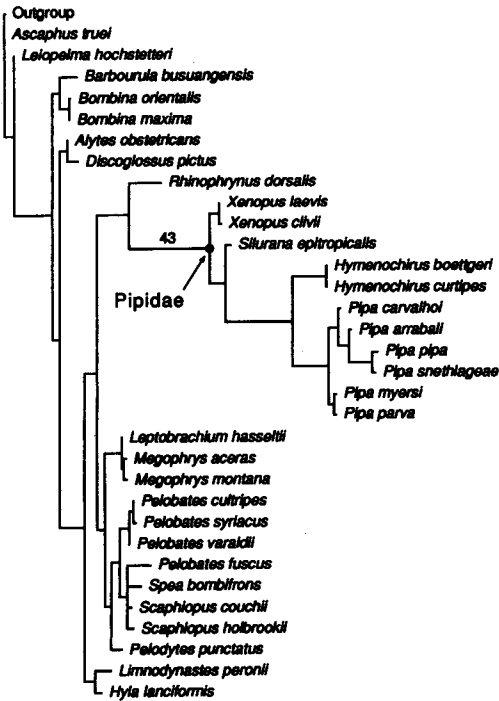 Outgroup
Ascaphus truei
Leiopelma hochstetteri
Barbourula busuangensis
Bombina orientalis
Bombina maxima
Alytes obstetricans
Discoglossus pictus
Rhinophrynus dorsalis
Xenopus laevis
43
Xenopus clivii
Silurana epitropicalis
Hymenochirus boettgeri
Hymenochirus curtipes
Pipidae
Pipa carvalhoi
Pipa arrabali
Pipa pipa
Pipa snethlageae
Pipa myersi
Pipa parva
Leptobrachium hasseltii
Megophrys aceras
Megophrys montana
Pelobates cultripes
Pelobates syriacus
Pelobates varaldii
Pelobates fuscus
Spea bombifrons
Scaphiopus couchii
Scaphiopus holbrookii
Pelodytes punctatus
Limnodynastes peronii
Hyla lanciformis